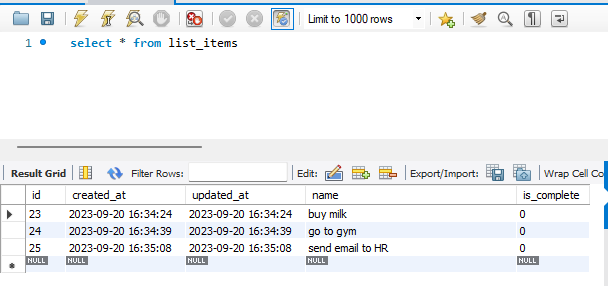 Limit to 1000 rows
1 select * from list_items
Result Grid Filter Rows: Edit: Export/Import: Wrap Cell Co
id created_at updated_at name is_complete
23 2023-09-20 16:34:24 2023-09-20 16:34:24 buy milk 0
24 2023-09-20 16:34:39 2023-09-20 16:34:39 go to gym 0
25 2023-09-20 16:35:08 2023-09-20 16:35:08 send email to HR 0
NULL NULL NULL NULL NULL